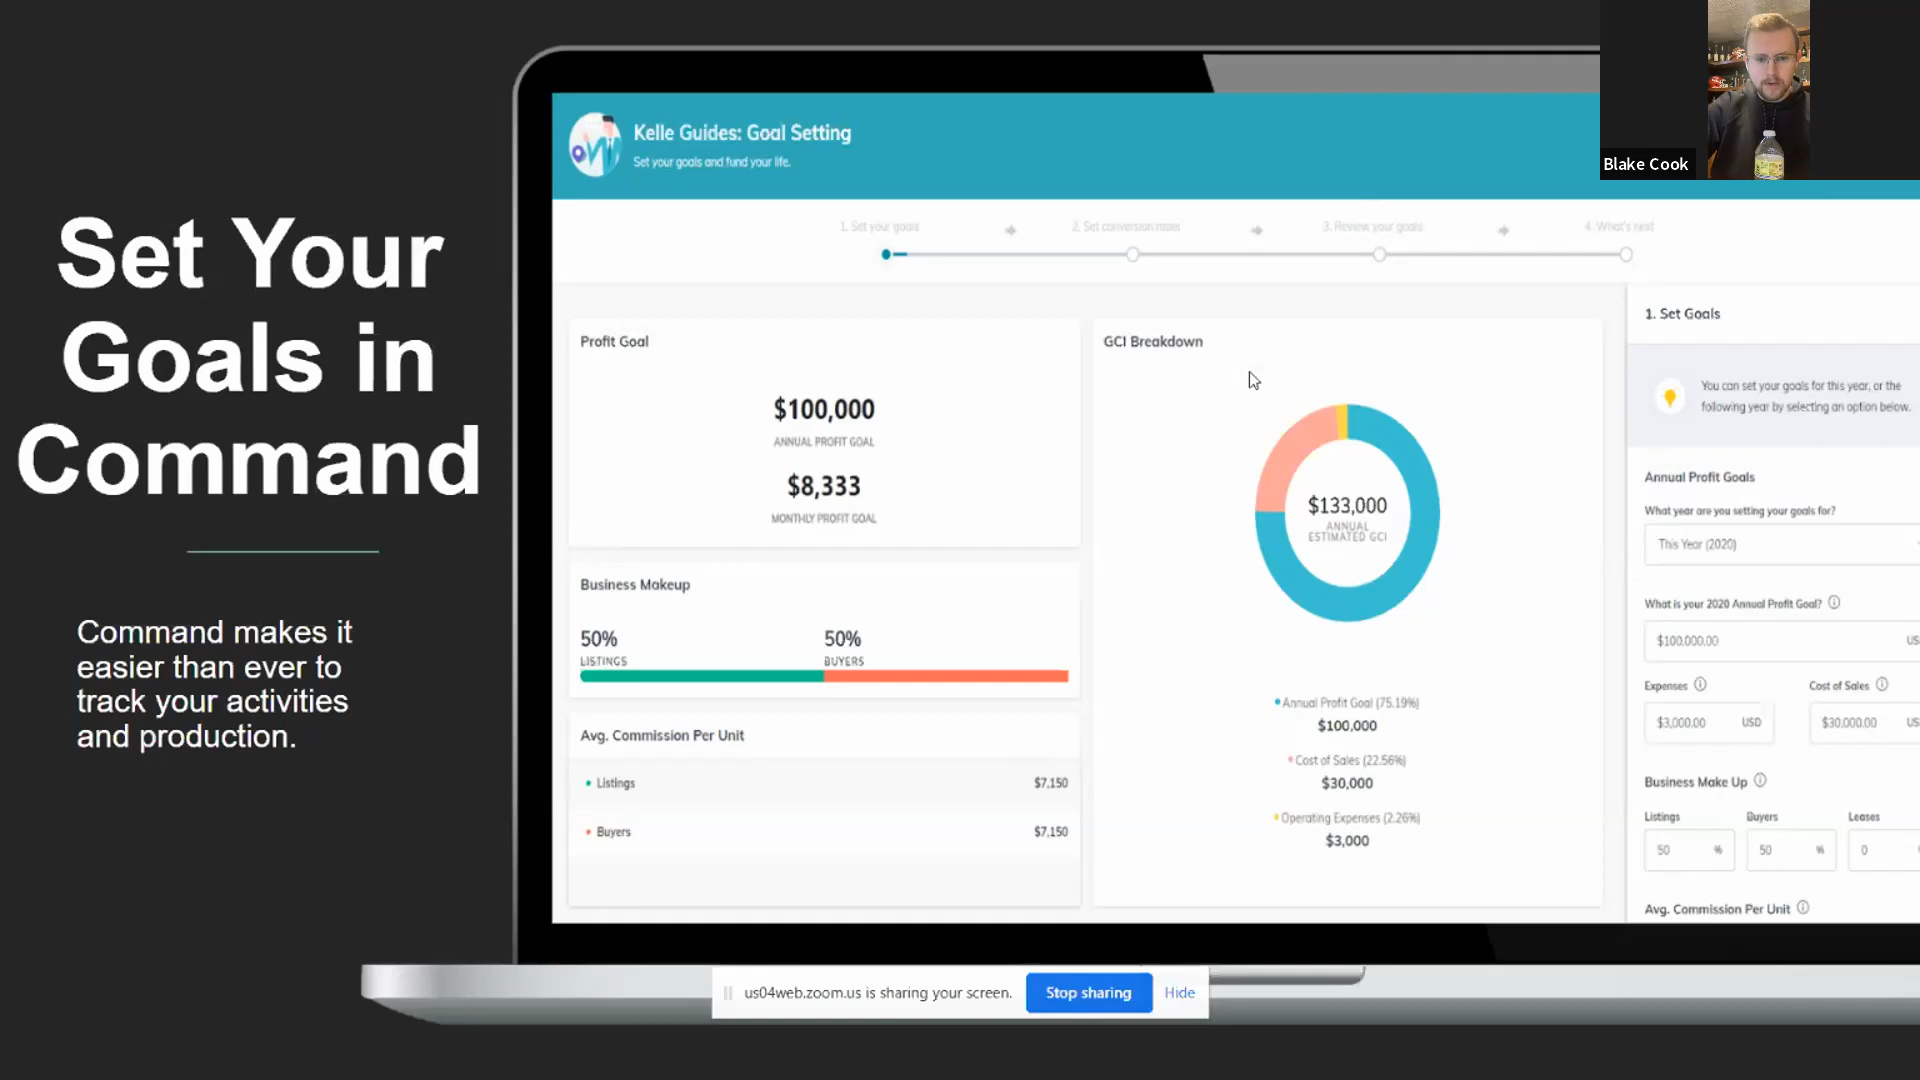 Set Your
Goals in
Command
Command makes it
easier than ever to
track your activities
and production.
Kelle Guides: Goal Setting
Set your goals and fund your life.
Blake Cook
1. Set your goals
2. Set conversion rates
3. Review your goals
4. What's next
Profit Goal
$100,000
ANNUAL PROFIT GOAL
$8,333
MONTHLY PROFIT GOAL
Business Makeup
50%
50%
LISTINGS
BUYERS
Avg. Commission Per Unit
Listings
$7,150
Buyers
$7,150
GCI Breakdown
$133,000
ANNUAL
ESTIMATED GCI
Annual Profit Goal (75.19%)
$100,000
Cost of Sales (22.56%)
$30,000
Operating Expenses (2.26%)
$3,000
1. Set Goals
You can set your goals for this year, or the
following year by selecting an option below.
Annual Profit Goals
What year are you setting your goals for?
This Year (2020)
What is your 2020 Annual Profit Goal?
$100,000.00 US
Expenses
Cost of Sales
$3,000.00 USD
$30,000.00 US
Business Make Up
Listings
Buyers
Leases
50 %
50 %
0
Avg. Commission Per Unit
us04web.zoom.us is sharing your screen.
Stop sharing
Hide